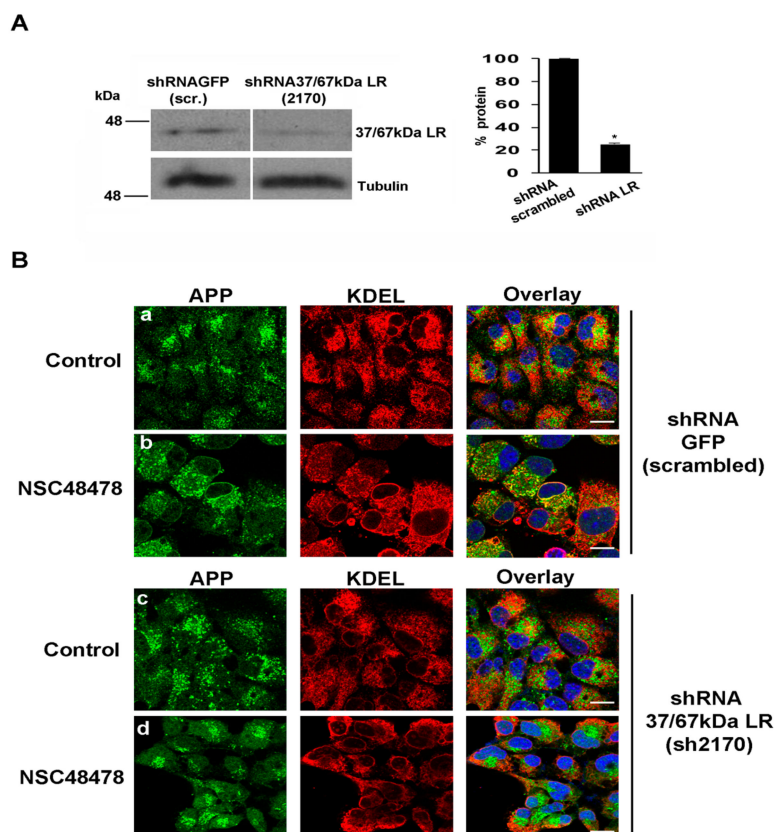 A
shRNAGFP
(scr.)
shRNA37/67kDa LR
(2170)
kDa
48
37/67kDa LR
48
Tubulin
% protein
100
80
60
40
20
0
*
shRNA
scrambled
shRNA LR
B
APP
KDEL
Overlay
a
Control
b
NSC48478
shRNA
GFP
(scrambled)
APP
KDEL
Overlay
c
Control
d
NSC48478
shRNA
37/67kDa LR
(sh2170)